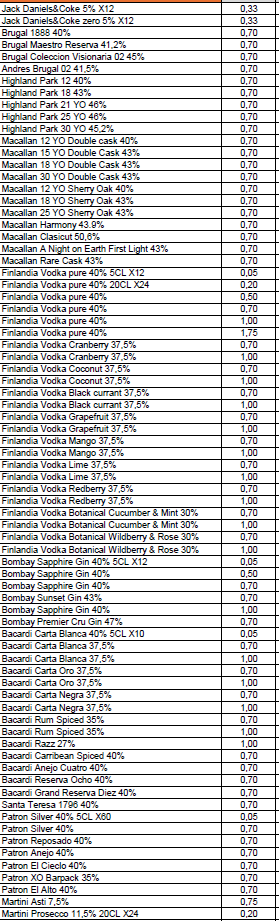 Jack Daniels&Coke 5% X12 0,33
Jack Daniels&Coke zero 5% X12 0,33
Brugal 1888 40% 0,70
Brugal Maestro Reserva 41,2% 0,70
Brugal Coleccion Visionaria 02 45% 0,70
Andres Brugal 02 41,5% 0,70
Highland Park 12 40% 0,70
Highland Park 18 43% 0,70
Highland Park 21 YO 46% 0,70
Highland Park 25 YO 46% 0,70
Highland Park 30 YO 45,2% 0,70
Macallan 12 YO Double cask 40% 0,70
Macallan 15 YO Double Cask 43% 0,70
Macallan 18 YO Double Cask 43% 0,70
Macallan 30 YO Double Cask 43% 0,70
Macallan 12 YO Sherry Oak 40% 0,70
Macallan 18 YO Sherry Oak 43% 0,70
Macallan 25 YO Sherry Oak 43% 0,70
Macallan Harmony 43.9% 0,70
Macallan Clasicut 50,6% 0,70
Macallan A Night on Earth First Light 43% 0,70
Macallan Rare Cask 43% 0,70
Finlandia Vodka pure 40% 5CL X12 0,05
Finlandia Vodka pure 40% 20CL X24 0,20
Finlandia Vodka pure 40% 0,50
Finlandia Vodka pure 40% 0,70
Finlandia Vodka pure 40% 1,00
Finlandia Vodka pure 40% 1,75
Finlandia Vodka Cranberry 37,5% 0,70
Finlandia Vodka Cranberry 37,5% 1,00
Finlandia Vodka Coconut 37,5% 0,70
Finlandia Vodka Coconut 37,5% 1,00
Finlandia Vodka Black currant 37,5% 0,70
Finlandia Vodka Black currant 37,5% 1,00
Finlandia Vodka Grapefruit 37,5% 0,70
Finlandia Vodka Grapefruit 37,5% 1,00
Finlandia Vodka Mango 37,5% 0,70
Finlandia Vodka Mango 37,5% 1,00
Finlandia Vodka Lime 37,5% 0,70
Finlandia Vodka Lime 37,5% 1,00
Finlandia Vodka Redberry 37,5% 0,70
Finlandia Vodka Redberry 37,5% 1,00
Finlandia Vodka Botanical Cucumber & Mint 30% 0,70
Finlandia Vodka Botanical Cucumber & Mint 30% 1,00
Finlandia Vodka Botanical Wildberry & Rose 30% 0,70
Finlandia Vodka Botanical Wildberry & Rose 30% 1,00
Bombay Sapphire Gin 40% 5CL X12 0,05
Bombay Sapphire Gin 40% 0,50
Bombay Sunset Gin 43% 0,70
Bombay Sapphire Gin 40% 1,00
Bombay Premier Cru Gin 47% 0,70
Bacardi Carta Blanca 40% 5CL X10 0,05
Bacardi Carta Blanca 37,5% 0,70
Bacardi Carta Blanca 37,5% 1,00
Bacardi Carta Oro 37,5% 0,70
Bacardi Carta Oro 37,5% 1,00
Bacardi Carta Negra 37,5% 0,70
Bacardi Carta Negra 37,5% 1,00
Bacardi Rum Spiced 35% 0,70
Bacardi Rum Spiced 35% 1,00
Bacardi Razz 27% 1,00
Bacardi Carribean Spiced 40% 0,70
Bacardi Anejo Cuatro 40% 0,70
Bacardi Reserva Ocho 40% 0,70
Bacardi Grand Reserva Diez 40% 0,70
Santa Teresa 1796 40% 0,70
Patron Silver 40% 5CL X60 0,05
Patron Silver 40% 0,70
Patron Reposado 40% 0,70
Patron Anejo 40% 0,70
Patron El Cieclo 40% 0,70
Patron XO Barpack 35% 0,70
Patron El Alto 40% 0,70
Martini Asti 7,5% 0,75
Martini Prosecco 11,5% 20CL X24 0,20